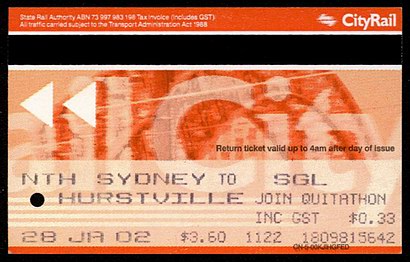 State Rail Authority ABN 73 997 983 198 Tax Invoice (Includes GST)
All traffic carried subject to the Transport Administration Act 1988
CityRail
Return ticket valid up to 4am after day of issue
NTH SYDNEY TO SGL
HURSTVILLE JOIN QUITATHON
INC GST $0.33
28 JA 02 $3.60 1122 1809815642